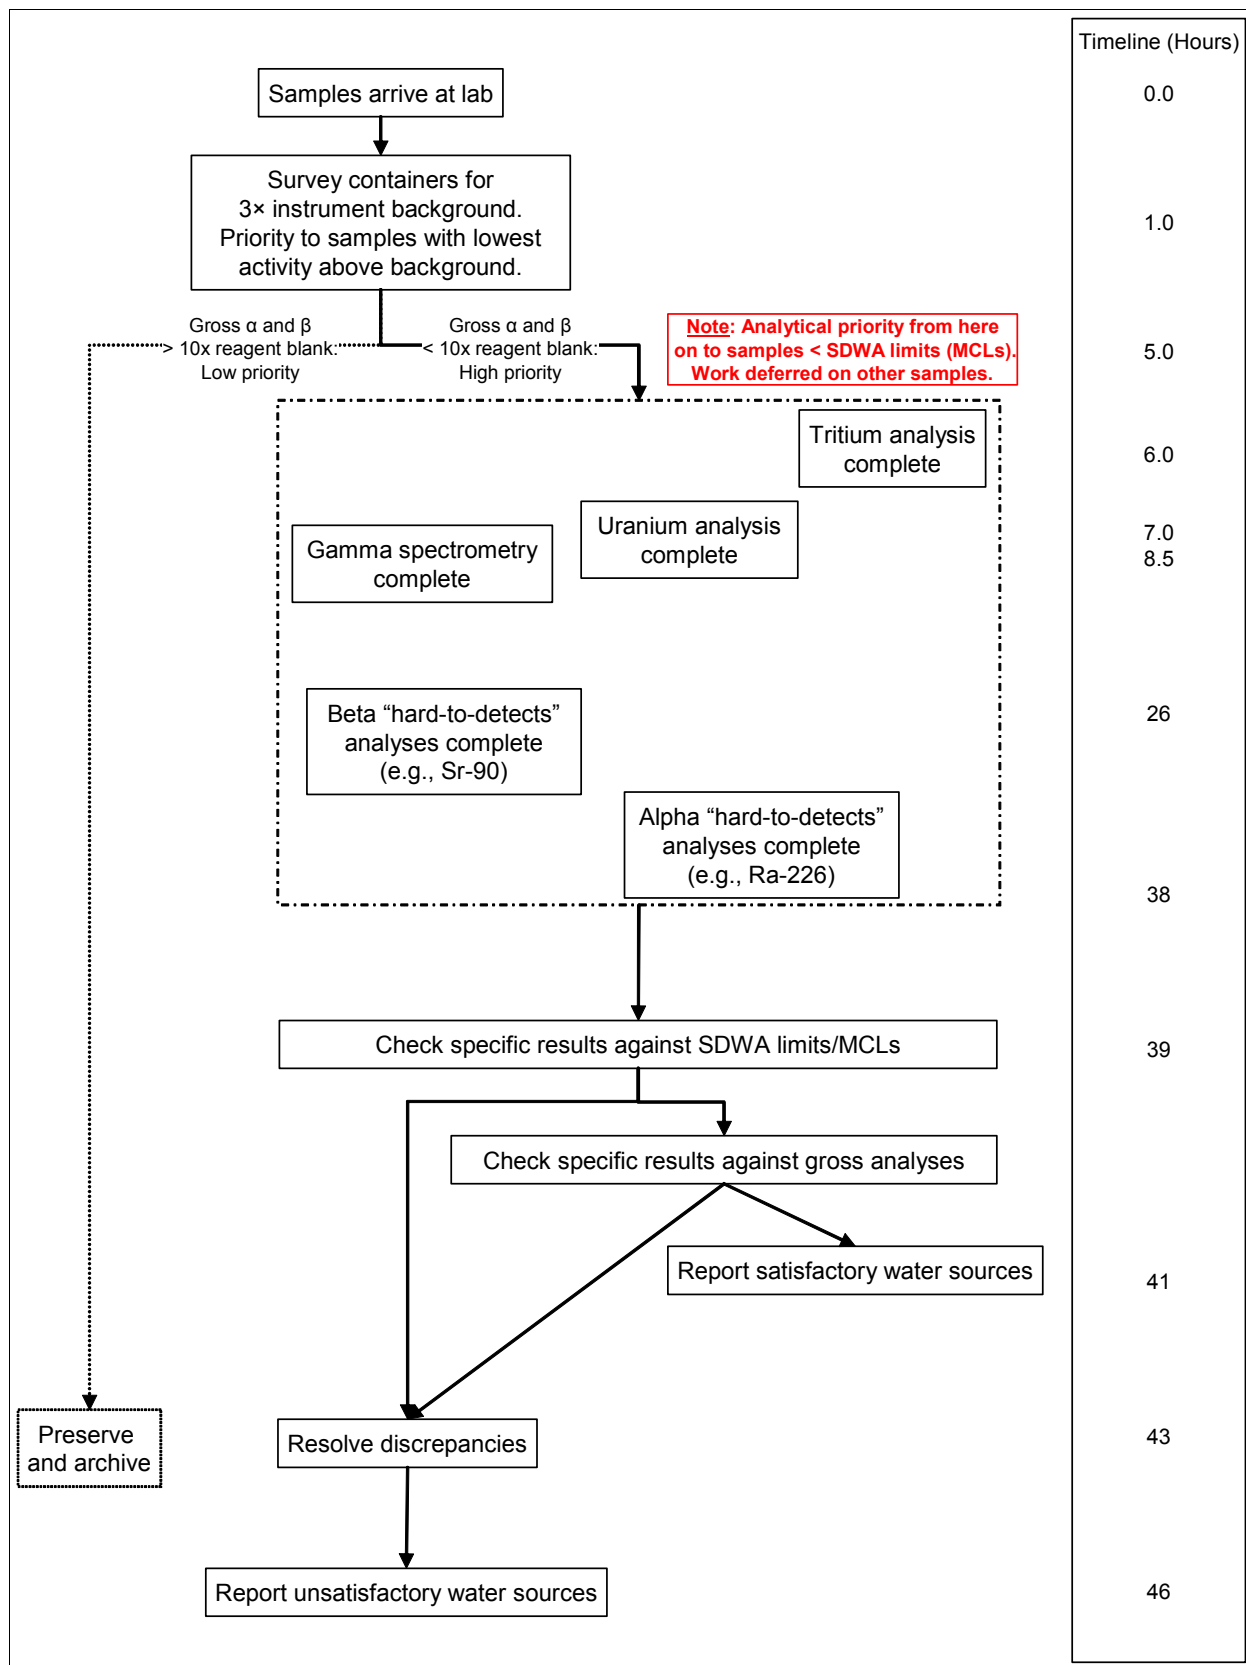 Timeline (Hours)
Samples arrive at lab
0.0
Survey containers for
3× instrument background.
Priority to samples with lowest
activity above background.
1.0
Gross α and β
> 10x reagent blank:
Low priority
Gross α and β
< 10x reagent blank:
High priority
Note: Analytical priority from here
on to samples < SDWA limits (MCLs).
Work deferred on other samples.
5.0
Tritium analysis
complete
6.0
Uranium analysis
complete
7.0
Gamma spectrometry
complete
8.5
Beta “hard-to-detects”
analyses complete
(e.g., Sr-90)
26
Alpha “hard-to-detects”
analyses complete
(e.g., Ra-226)
38
Check specific results against SDWA limits/MCLs
39
Check specific results against gross analyses
Report satisfactory water sources
41
Preserve
and archive
Resolve discrepancies
43
Report unsatisfactory water sources
46